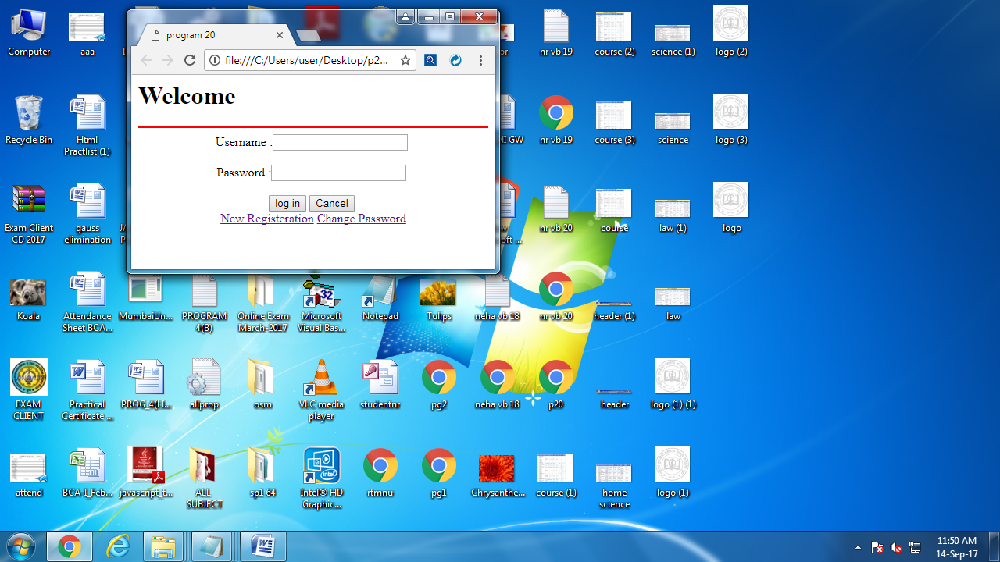 program 20
file:///C:/Users/user/Desktop/p2...
Welcome
Username :
Password :
log in Cancel
New Registeration Change Password
Computer
aaa
nr vb 19
course (2)
science (1)
logo (2)
Recycle Bin
Html
Practlist (1)
nr vb 19
course (3)
science
logo (3)
Exam Client
CD 2017
gauss
elimination
nr vb 20
course
law (1)
logo
Koala
Attendance
Sheet BCA...
MumbaiUn...
PROGRAM
4(B)
Online Exam
March-2017
Microsoft
Visual Bas...
Notepad
Tulips
neha vb 18
nr vb 20
header (1)
law
EXAM
CLIENT
Practical
Certificate ...
PROG_4(LI...
allprop
osm
VLC media
player
studentnr
pg2
neha vb 18
p20
header
logo (1) (1)
attend
BCA-I_Feb...
javascript_t...
ALL
SUBJECT
sp1 64
Intel® HD
Graphic...
rtmnu
pg1
Chrysanthe...
course (1)
home
science
logo (1)
11:50 AM
14-Sep-17